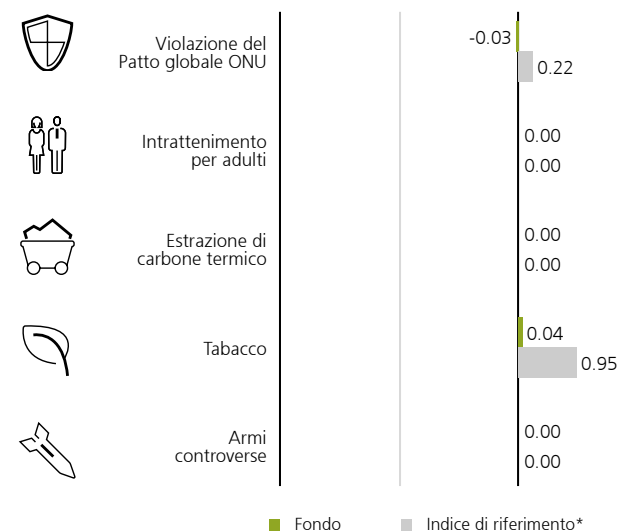 Violazione del
Patto globale ONU
-0.03
0.22
Intrattenimento
per adulti
0.00
0.00
Estrazione di
carbone termico
0.00
0.00
Tabacco
0.04
0.95
Armi
controverse
0.00
0.00
Fondo
Indice di riferimento*